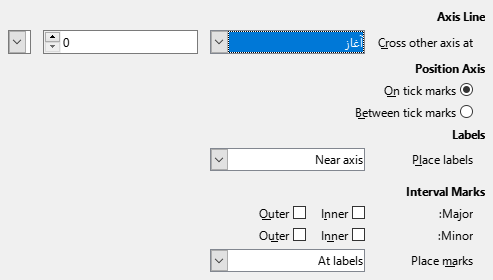 Axis Line
Cross other axis at آغاز 0
Position Axis
On tick marks
Between tick marks
Labels
Place labels Near axis
Interval Marks
Major: Inner Outer
Minor: Inner Outer
Place marks At labels